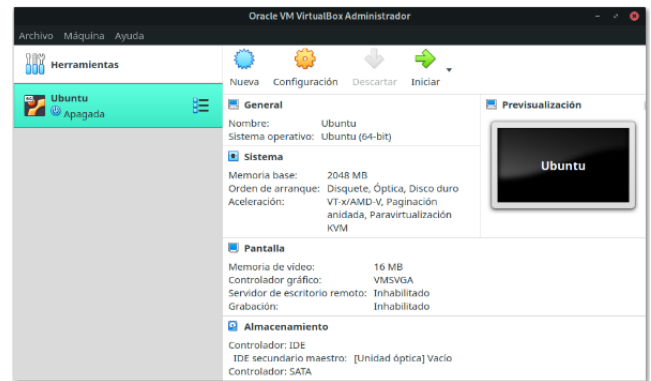 Oracle VM VirtualBox Administrador
Archivo Máquina Ayuda
Herramientas
Ubuntu
Apagada
Nueva Configuración Descartar Iniciar
General
Nombre: Ubuntu
Sistema operativo: Ubuntu (64-bit)
Sistema
Memoria base: 2048 MB
Orden de arranque: Disquete, Óptica, Disco duro
Aceleración: VT-x/AMD-V, Paginación
anidada, Paravirtualización
KVM
Previsualización
Ubuntu
Pantalla
Memoria de vídeo: 16 MB
Controlador gráfico: VMSVGA
Servidor de escritorio remoto: Inhabilitado
Grabación: Inhabilitado
Almacenamiento
Controlador: IDE
IDE secundario maestro: [Unidad óptica] Vacío
Controlador: SATA